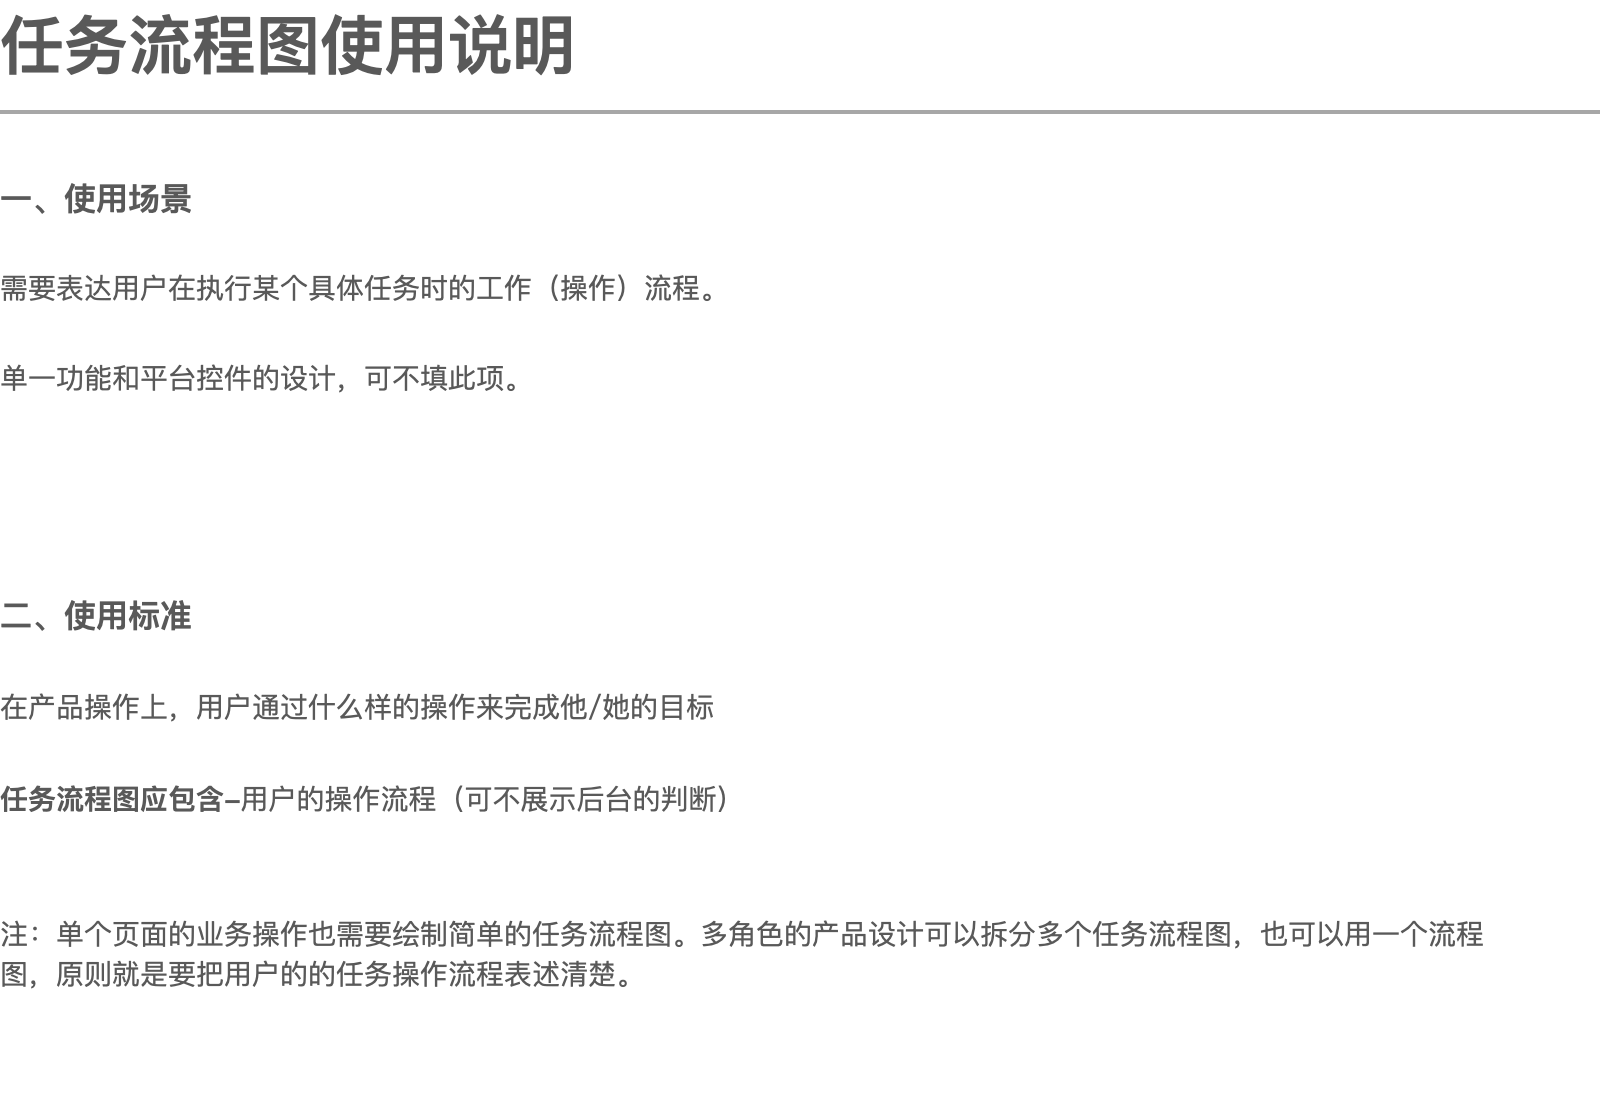 任务流程图使用说明
一、使用场景
需要表达用户在执行某个具体任务时的工作（操作）流程。
单一功能和平台控件的设计，可不填此项。
二、使用标准
在产品操作上，用户通过什么样的操作来完成他/她的目标
任务流程图应包含–用户的操作流程（可不展示后台的判断）
注：单个页面的业务操作也需要绘制简单的任务流程图。多角色的产品设计可以拆分多个任务流程图，也可以用一个流程
图，原则就是要把用户的的任务操作流程表述清楚。